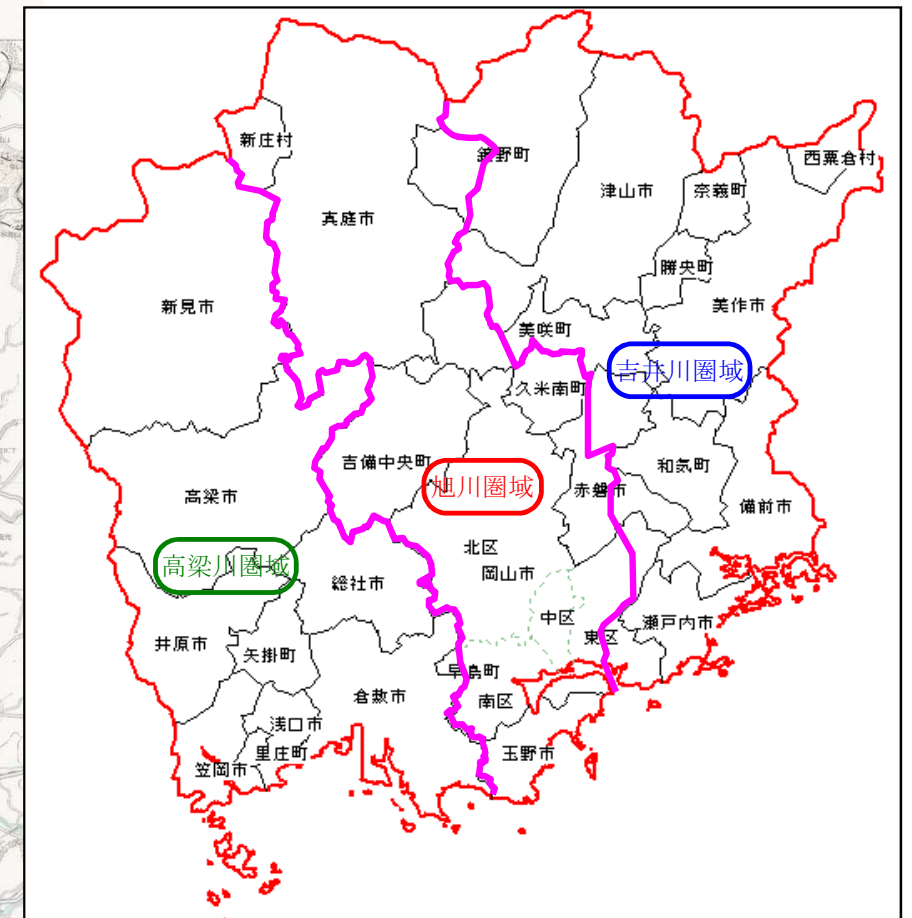 新庄村
鏡野町
西粟倉村
津山市
奈義町
真庭市
勝央町
新見市
美作市
美咲町
吉井川圏域
久米南町
吉備中央町
和気町
旭川圏域
赤磐市
高梁市
備前市
北区
高梁川圏域
岡山市
総社市
中区
瀬戸内市
東区
井原市
矢掛町
早島町
倉敷市
南区
浅口市
里庄町
玉野市
笠岡市